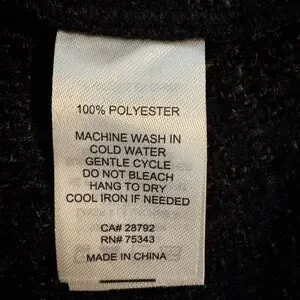 100% POLYESTER
MACHINE WASH IN
COLD WATER
GENTLE CYCLE
DO NOT BLEACH
HANG TO DRY
COOL IRON IF NEEDED
CA# 28792
RN# 75343
MADE IN CHINA